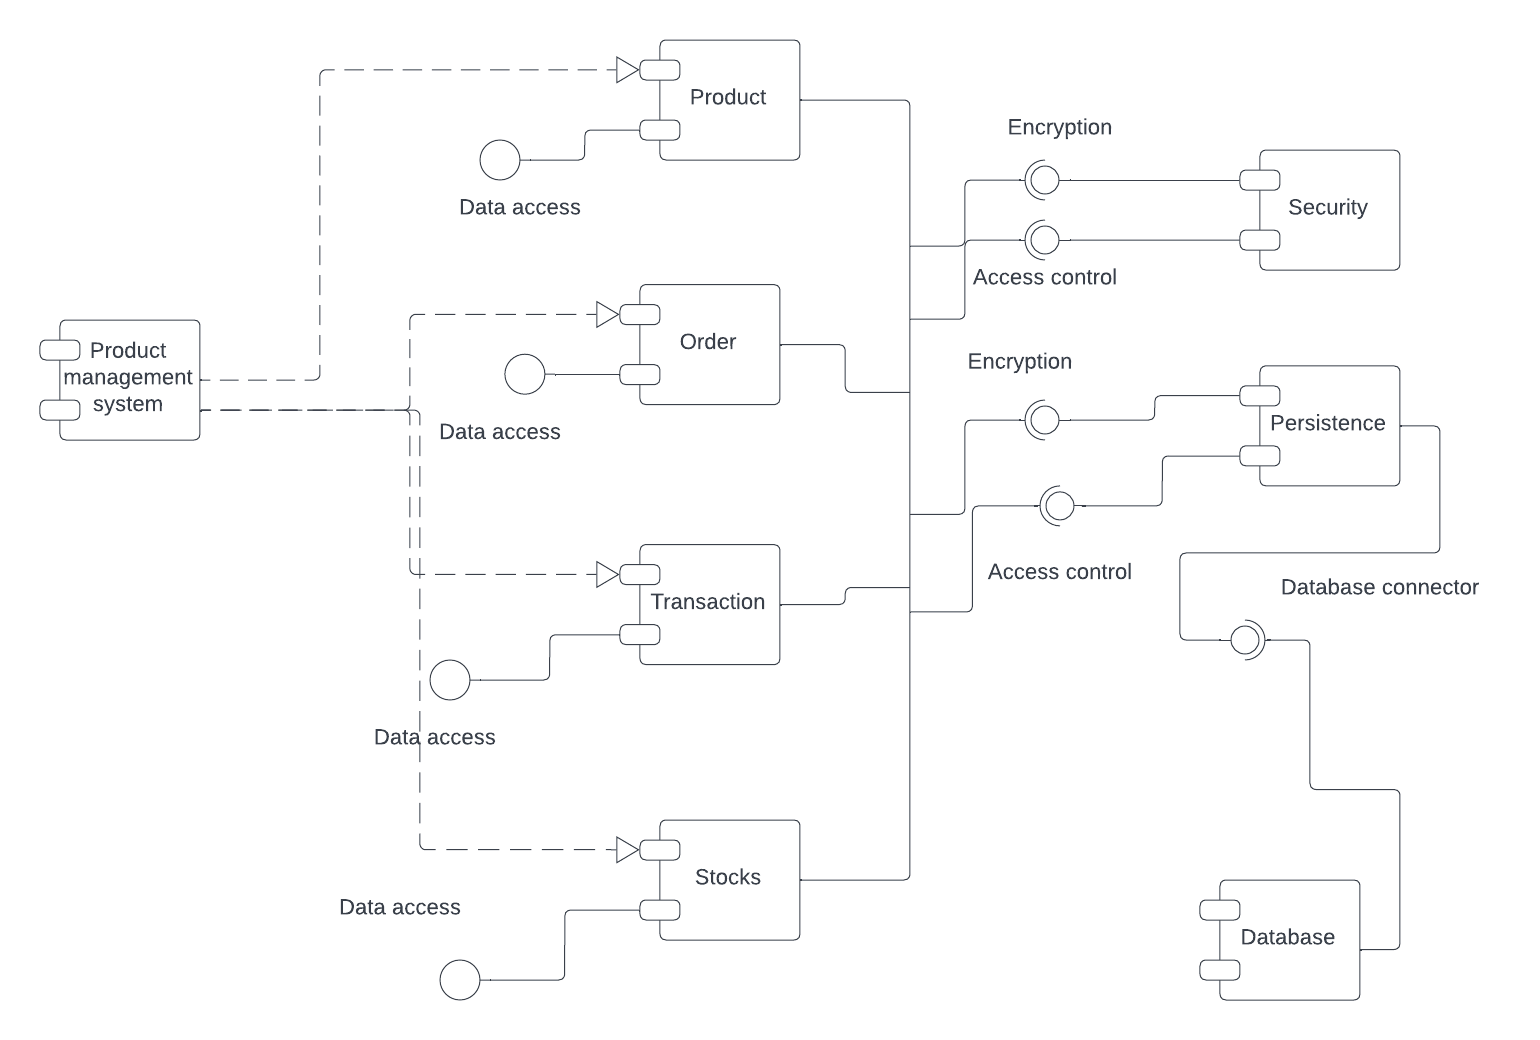 Product
Encryption
Data access
Security
Access control
Order
Product
management
system
Encryption
Data access
Persistence
Access control
Database connector
Transaction
Data access
Stocks
Data access
Database